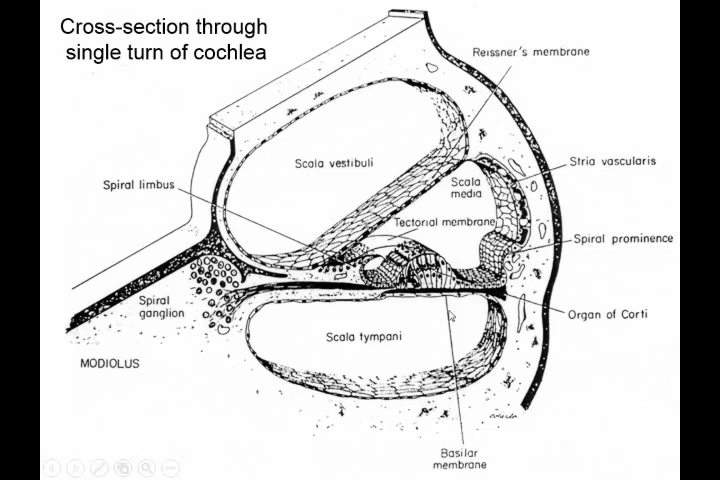 Cross-section through
single turn of cochlea
Reissner's membrane
Scala vestibuli
Stria vascularis
Spiral limbus
Scala
media
Tectorial membrane
Spiral prominence
Spiral
ganglion
Organ of Corti
Scala tympani
MODIOLUS
Basilar
membrane